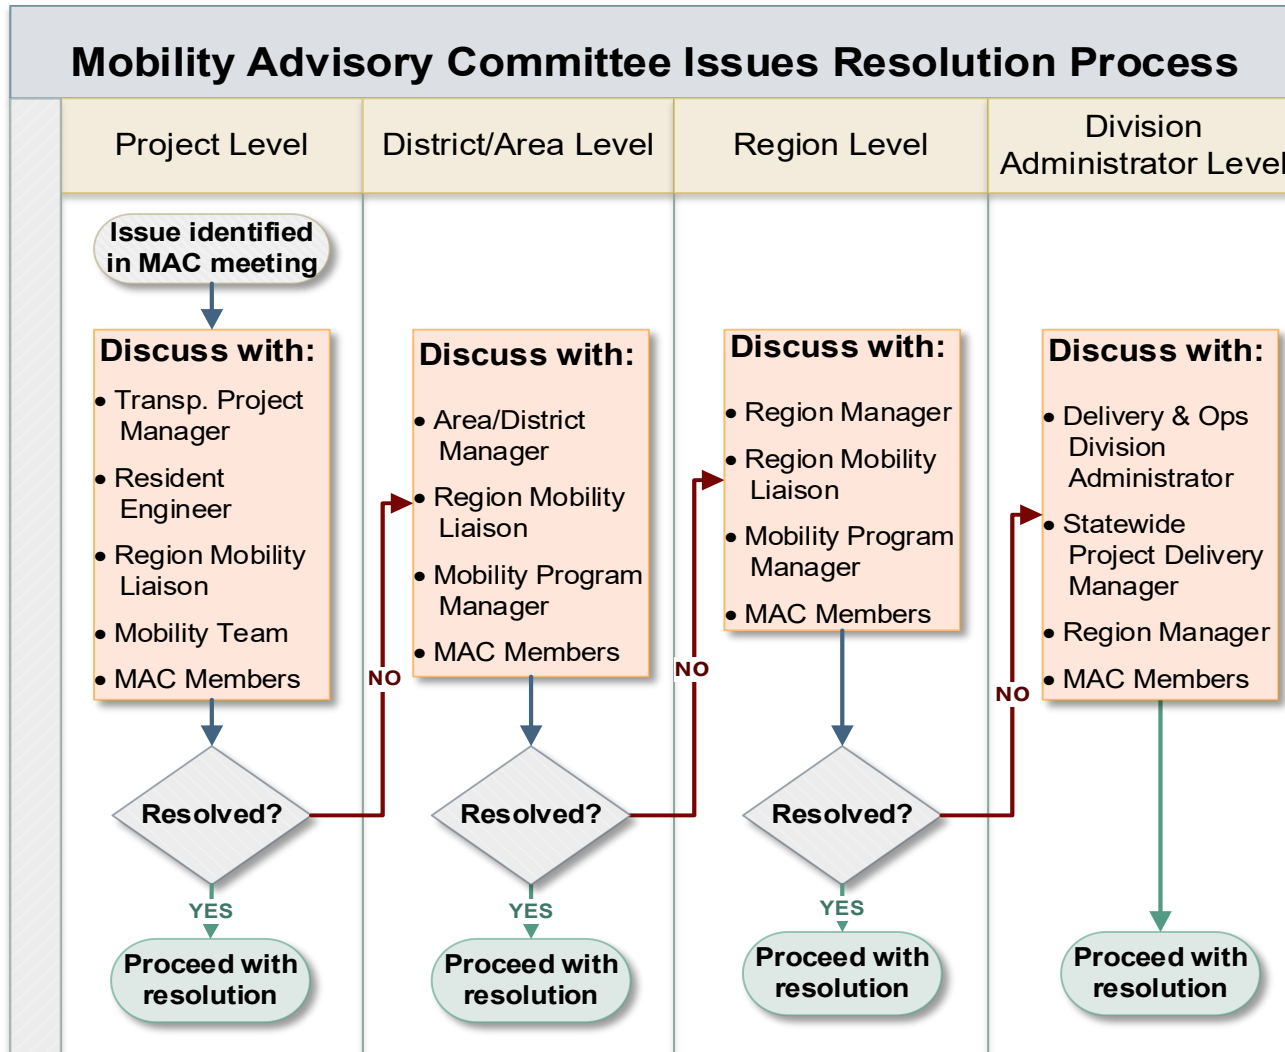 Mobility Advisory Committee Issues Resolution Process
Project Level
District/Area Level
Region Level
Division
Administrator Level
Issue identified
in MAC meeting
Discuss with:
• Transp. Project
Manager
• Resident
Engineer
• Region Mobility
Liaison
• Mobility Team
• MAC Members
Resolved?
NO
YES
Proceed with
resolution
Discuss with:
• Area/District
Manager
• Region Mobility
Liaison
• Mobility Program
Manager
• MAC Members
Resolved?
NO
YES
Proceed with
resolution
Discuss with:
• Region Manager
• Region Mobility
Liaison
• Mobility Program
Manager
• MAC Members
Resolved?
NO
YES
Proceed with
resolution
Discuss with:
• Delivery & Ops
Division
Administrator
• Statewide
Project Delivery
Manager
• Region Manager
• MAC Members
Proceed with
resolution